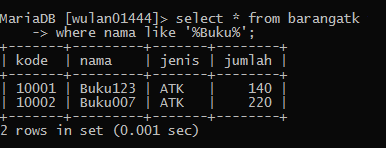 MariaDB [wulan01444]> select * from barangatk
    -> where nama like '%Buku%';
+-------+---------+-------+--------+
| kode  | nama    | jenis | jumlah |
+-------+---------+-------+--------+
| 10001 | Buku123 | ATK   |    140 |
| 10002 | Buku007 | ATK   |    220 |
+-------+---------+-------+--------+
2 rows in set (0.001 sec)